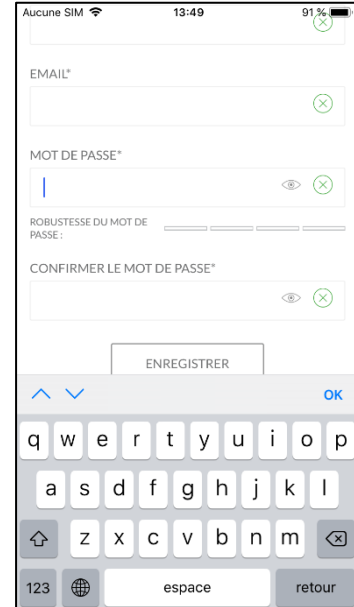 Aucune SIM 13:49 91 %
EMAIL*
MOT DE PASSE*
ROBUSTESSE DU MOT DE
PASSE :
CONFIRMER LE MOT DE PASSE*
ENREGISTRER
OK
q w e r t y u i o p
a s d f g h j k l
z x c v b n m
123 espace retour